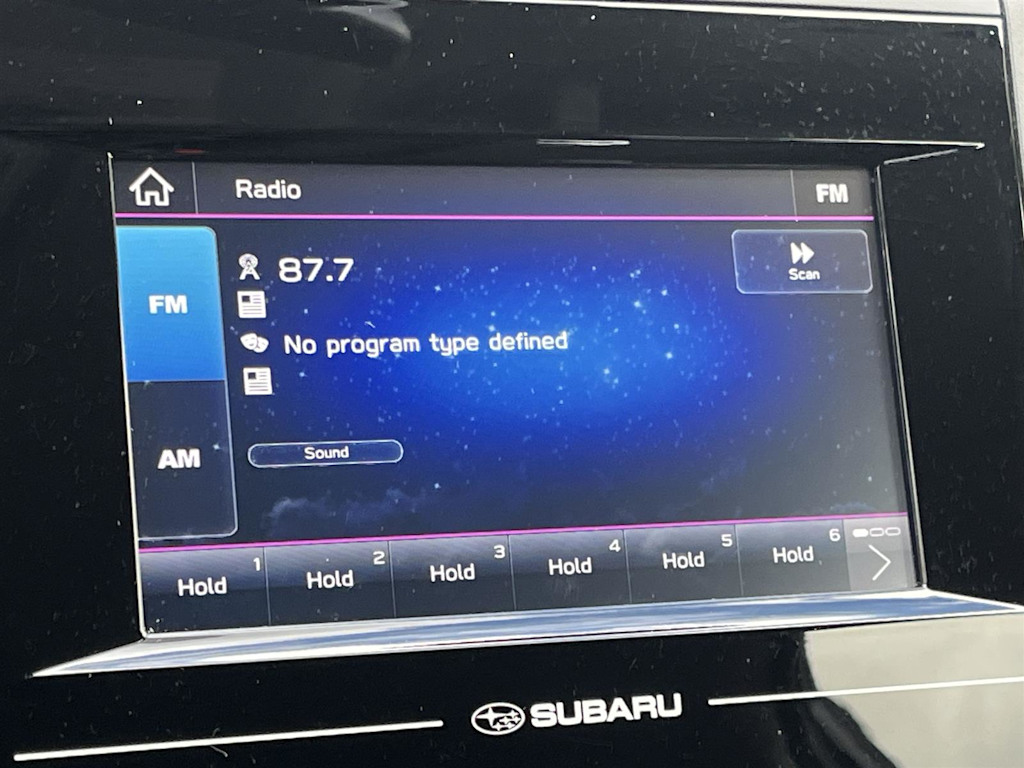 Radio
FM
FM
87.7
Scan
No program type defined
AM
Sound
1
Hold
2
Hold
3
Hold
4
Hold
5
Hold
6
Hold
SUBARU